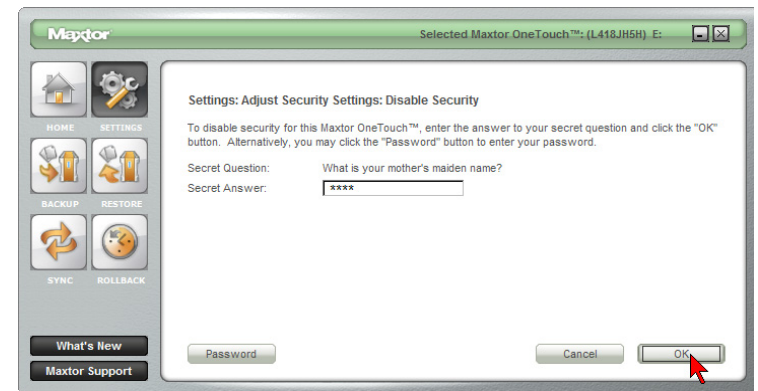 Maxtor
Selected Maxtor OneTouch™: (L418JH5H) E:
HOME SETTINGS
BACKUP RESTORE
SYNC ROLLBACK
What's New
Maxtor Support
Settings: Adjust Security Settings: Disable Security
To disable security for this Maxtor OneTouch™, enter the answer to your secret question and click the "OK"
button. Alternatively, you may click the "Password" button to enter your password.
Secret Question: What is your mother's maiden name?
Secret Answer: ****
Password Cancel OK